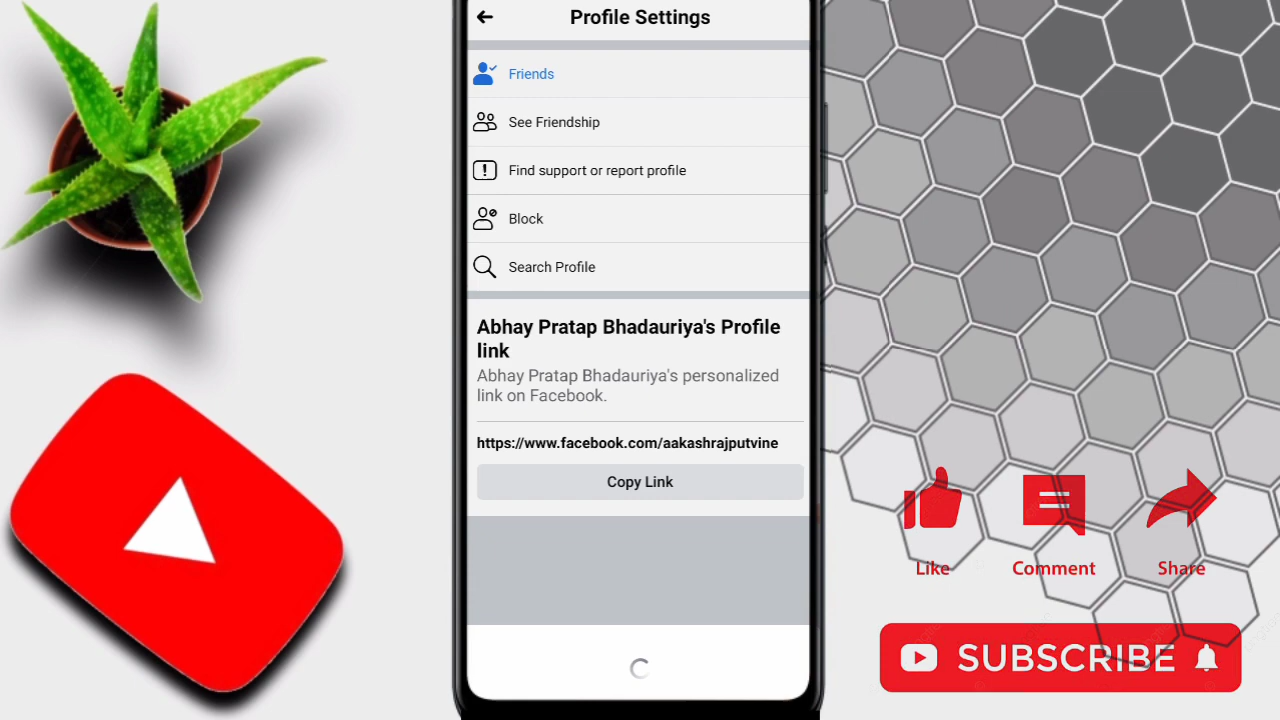 Profile Settings
Friends
See Friendship
Find support or report profile
Block
Search Profile
Abhay Pratap Bhadauriya's Profile
link
Abhay Pratap Bhadauriya's personalized
link on Facebook.
https://www.facebook.com/aakashrajputvine
Copy Link
Like
Comment
Share
SUBSCRIBE